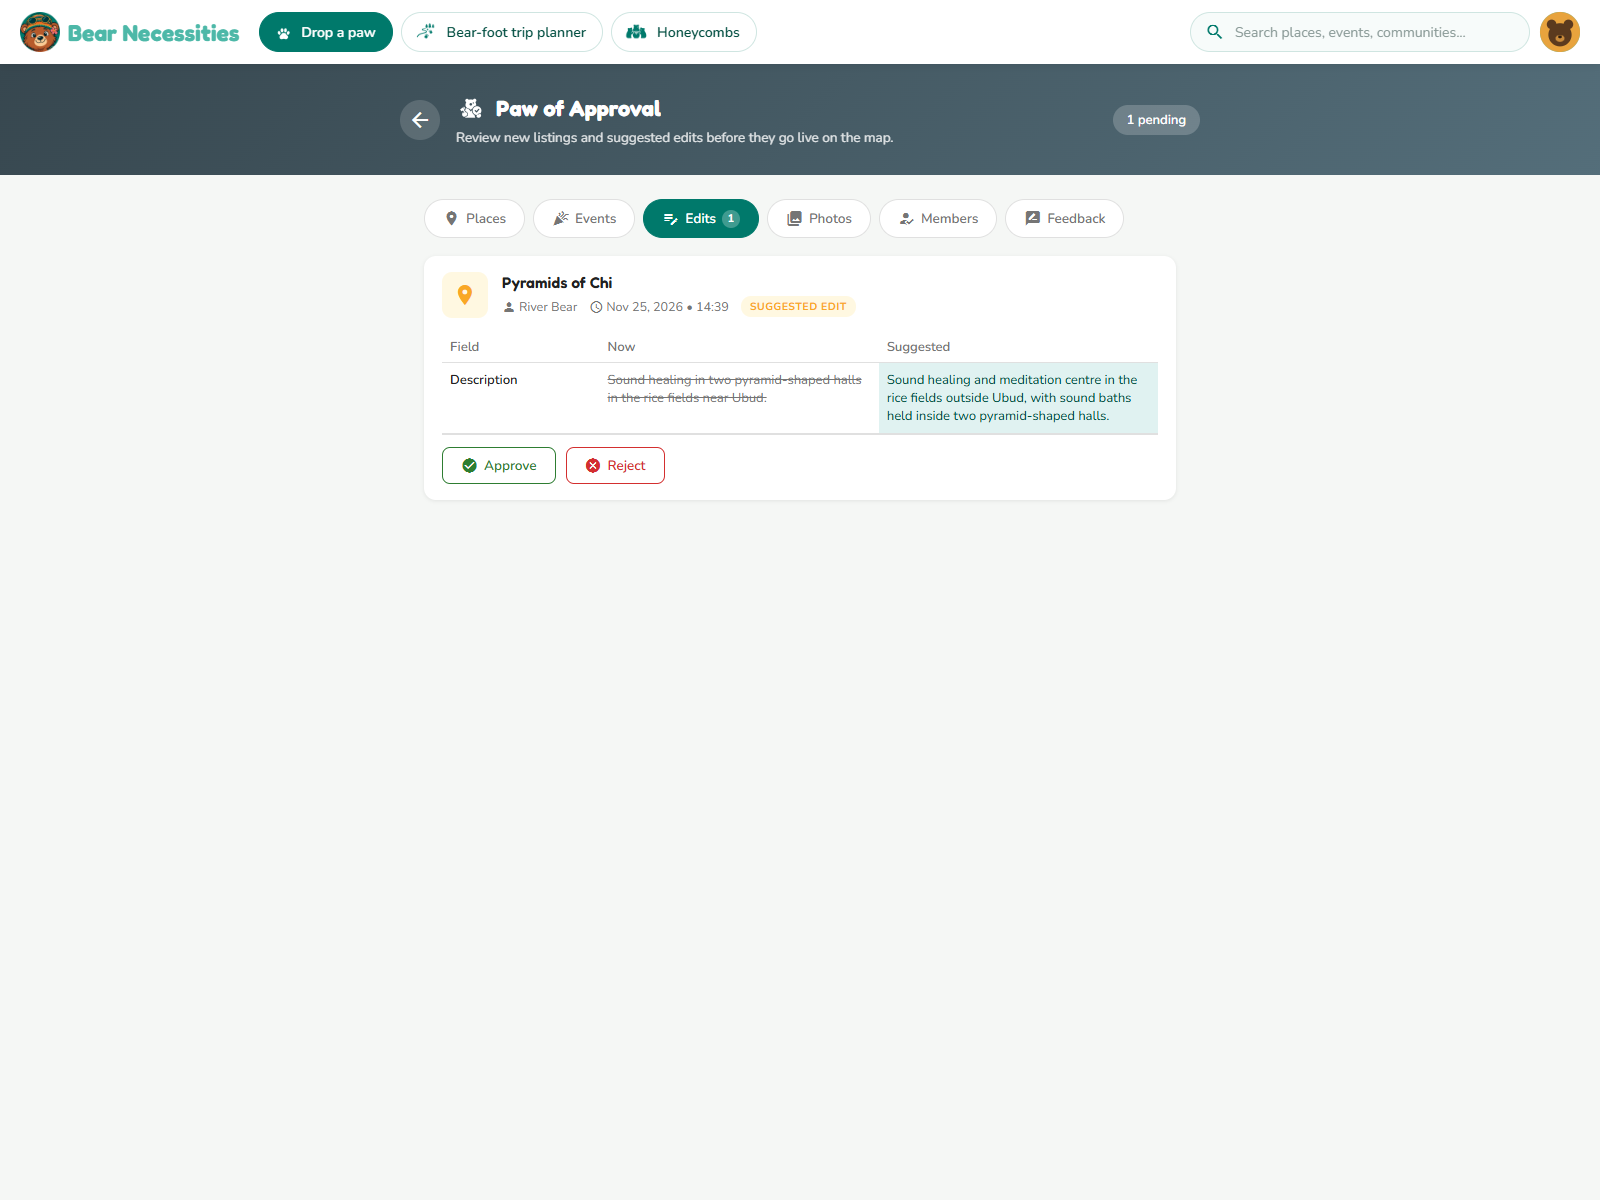 Bear Necessities
Drop a paw
Bear-foot trip planner
Honeycombs
Search places, events, communities...
Paw of Approval
Review new listings and suggested edits before they go live on the map.
1 pending
Places
Events
Edits 1
Photos
Members
Feedback
Pyramids of Chi
River Bear
Nov 25, 2026 • 14:39
SUGGESTED EDIT
Field
Now
Suggested
Description
Sound healing in two pyramid-shaped halls
in the rice fields near Ubud.
Sound healing and meditation centre in the
rice fields outside Ubud, with sound baths
held inside two pyramid-shaped halls.
Approve
Reject